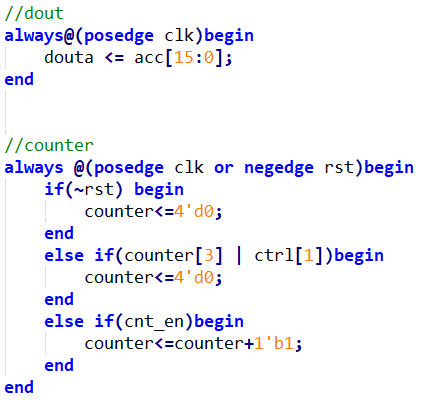 //dout
always@(posedge clk)begin
    douta <= acc[15:0];
end

//counter
always @(posedge clk or negedge rst)begin
    if(~rst) begin
        counter<=4'd0;
    end
    else if(counter[3] | ctrl[1])begin
        counter<=4'd0;
    end
    else if(cnt_en)begin
        counter<=counter+1'b1;
    end
end